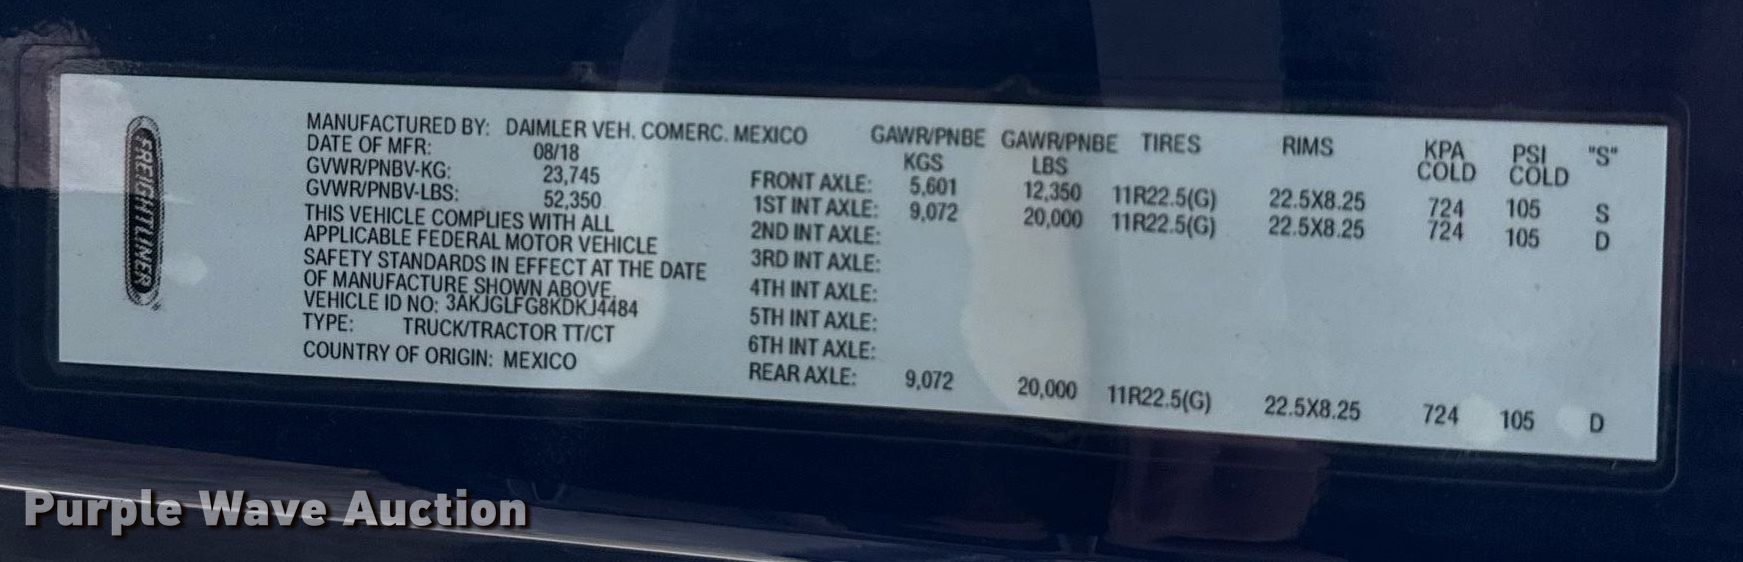 FREIGHTLINER
MANUFACTURED BY: DAIMLER VEH. COMERC. MEXICO
DATE OF MFR: 08/18
GVWR/PNBV-KG: 23,745
GVWR/PNBV-LBS: 52,350
THIS VEHICLE COMPLIES WITH ALL
APPLICABLE FEDERAL MOTOR VEHICLE
SAFETY STANDARDS IN EFFECT AT THE DATE
OF MANUFACTURE SHOWN ABOVE.
VEHICLE ID NO: 3AKJGLFG8KDKJ4484
TYPE: TRUCK/TRACTOR TT/CT
COUNTRY OF ORIGIN: MEXICO
GAWR/PNBE KGS GAWR/PNBE LBS TIRES RIMS KPA COLD PSI COLD "S"
FRONT AXLE: 5,601 12,350 11R22.5(G) 22.5X8.25 724 105 S
1ST INT AXLE: 9,072 20,000 11R22.5(G) 22.5X8.25 724 105 D
2ND INT AXLE:
3RD INT AXLE:
4TH INT AXLE:
5TH INT AXLE:
6TH INT AXLE:
REAR AXLE: 9,072 20,000 11R22.5(G) 22.5X8.25 724 105 D
Purple Wave Auction